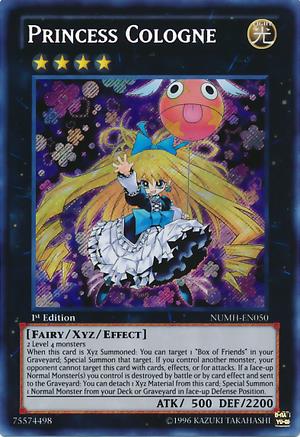 PRINCESS COLOGNE
LIGHT
光
1st Edition
NUMH-EN050
[FAIRY/XYZ/EFFECT]
2 Level 4 monsters
When this card is Xyz Summoned: You can target 1 "Box of Friends" in your
Graveyard; Special Summon that target. If you control another monster, your
opponent cannot target this card with cards, effects, or for attacks. If a face-up
Normal Monster(s) you control is destroyed by battle or by card effect and sent
to the Graveyard: You can detach 1 Xyz Material from this card; Special Summon
1 Normal Monster from your Deck or Graveyard in face-up Defense Position.
ATK/ 500 DEF/2200
75574498
©1996 KAZUKI TAKAHASHI